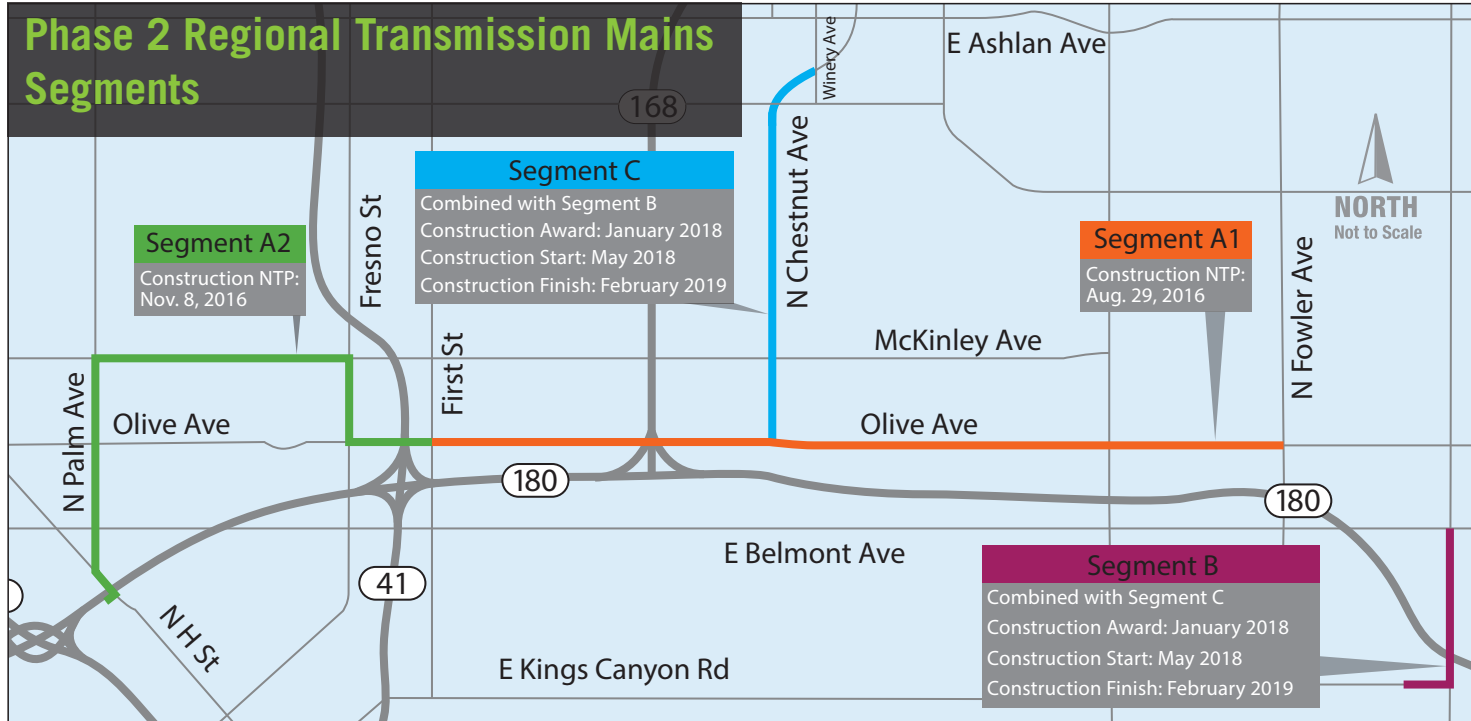 Phase 2 Regional Transmission Mains
Segments
E Ashlan Ave
Winery Ave
168
Segment C
Combined with Segment B
Construction Award: January 2018
Construction Start: May 2018
Construction Finish: February 2019
N Chestnut Ave
NORTH
Not to Scale
Fresno St
Segment A2
Construction NTP:
Nov. 8, 2016
Segment A1
Construction NTP:
Aug. 29, 2016
N Fowler Ave
First St
McKinley Ave
N Palm Ave
Olive Ave
Olive Ave
180
180
E Belmont Ave
41
N H St
Segment B
Combined with Segment C
Construction Award: January 2018
Construction Start: May 2018
Construction Finish: February 2019
E Kings Canyon Rd